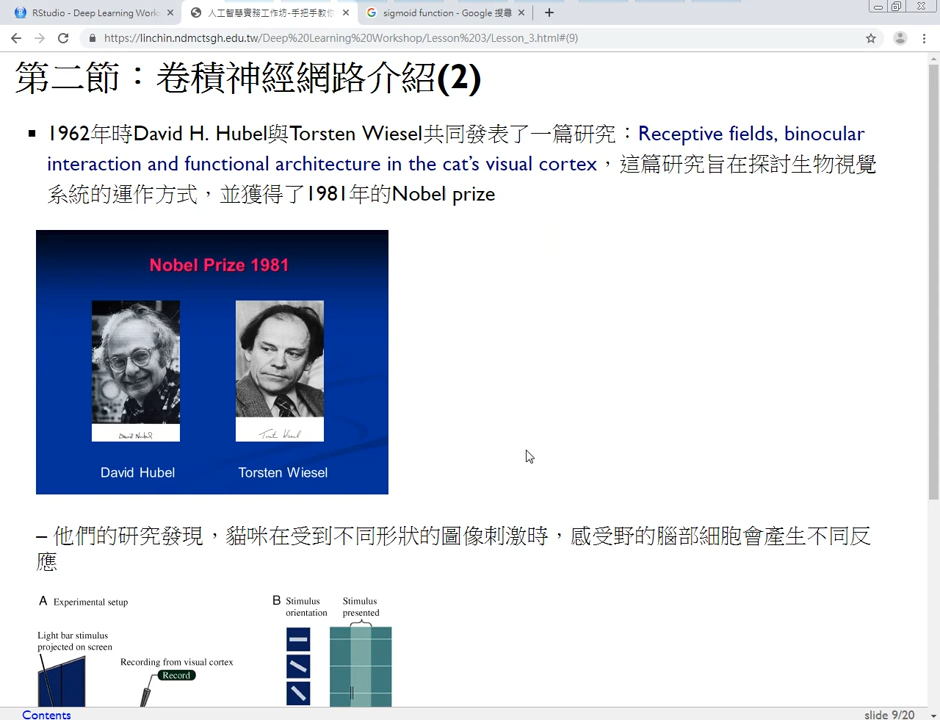 RStudio - Deep Learning Work
人工智慧實務工作坊-手把手教你
sigmoid function - Google 搜尋
https://linchin.ndmctsgh.edu.tw/Deep%20Learning%20Workshop/Lesson%203/Lesson_3.html#(9)
第二節：卷積神經網路介紹(2)
1962年時David H. Hubel與Torsten Wiesel共同發表了一篇研究：Receptive fields, binocular
interaction and functional architecture in the cat’s visual cortex，這篇研究旨在探討生物視覺
系統的運作方式，並獲得了1981年的Nobel prize
Nobel Prize 1981
David Hubel
Torsten Wiesel
David Hubel Torsten Wiesel
– 他們的研究發現，貓咪在受到不同形狀的圖像刺激時，感受野的腦部細胞會產生不同反
應
A Experimental setup
Light bar stimulus
projected on screen
Recording from visual cortex
Record
B Stimulus
orientation
Stimulus
presented
Contents
slide 9/20